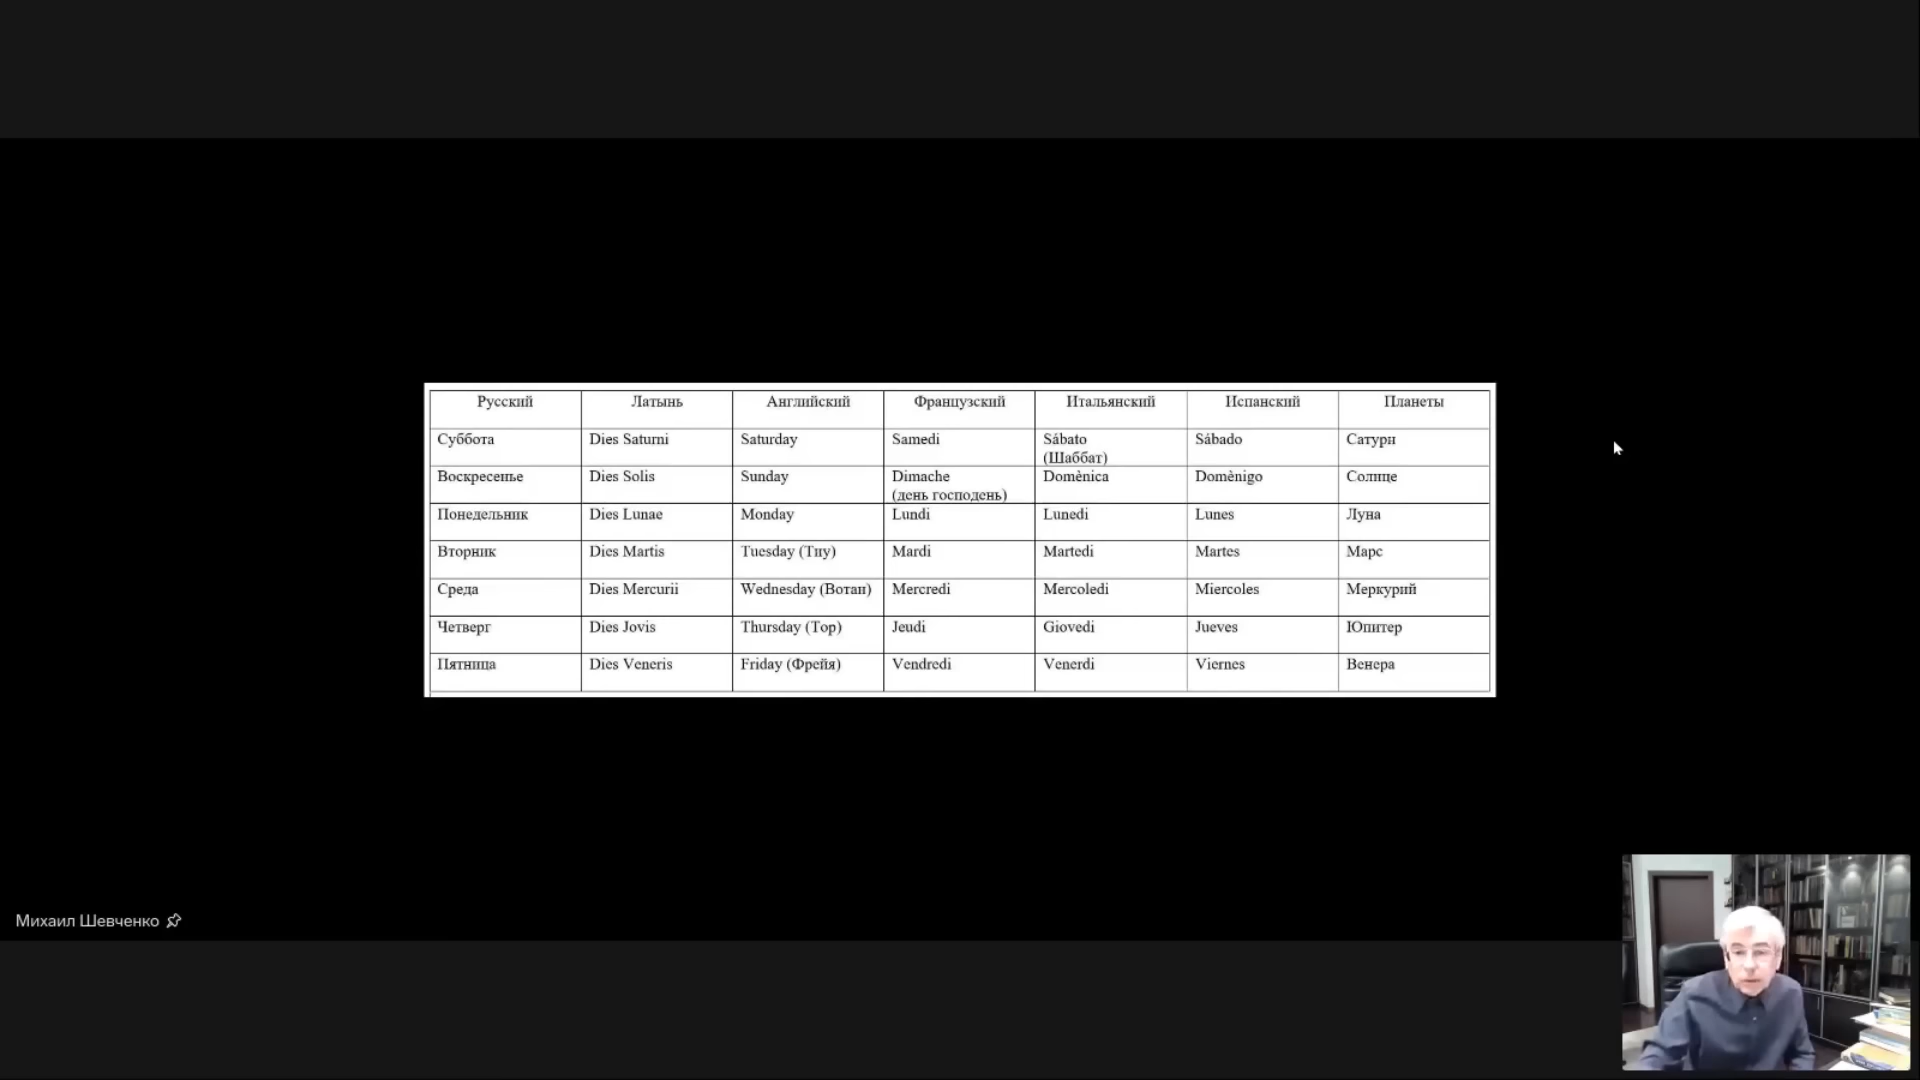 Русский Латынь Английский Французский Итальянский Испанский Планеты
Суббота Dies Saturni Saturday Samedi Sábato Sábado Сатурн
(Шаббат)
Воскресенье Dies Solis Sunday Dimache Domènica Domènigo Солнце
(день господень)
Понедельник Dies Lunae Monday Lundi Lunedi Lunes Луна
Вторник Dies Martis Tuesday (Тиу) Mardi Martedi Martes Марс
Среда Dies Mercurii Wednesday (Вотан) Mercredi Mercoledi Miercoles Меркурий
Четверг Dies Jovis Thursday (Тор) Jeudi Giovedi Jueves Юпитер
Пятница Dies Veneris Friday (Фрейя) Vendredi Venerdi Viernes Венера
Михаил Шевченко